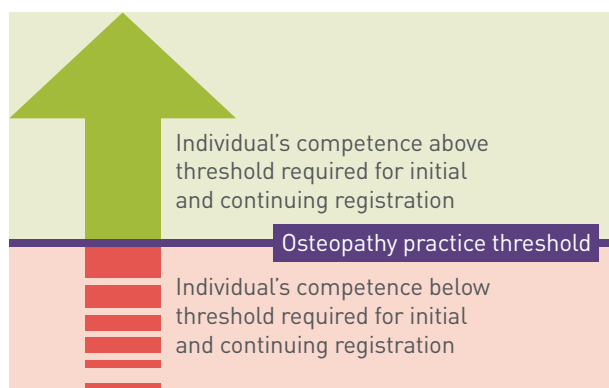 Individual’s competence above
threshold required for initial
and continuing registration
Osteopathy practice threshold
Individual’s competence below
threshold required for initial
and continuing registration